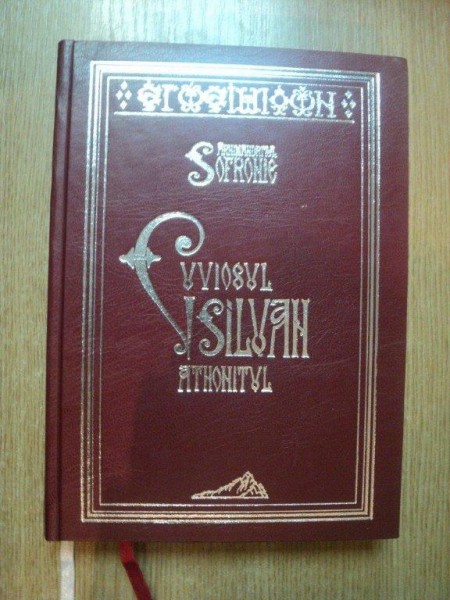 ARHIMANDRITUL
SOFRONIE
CUVIOSUL
SILUAN
ATHONITUL